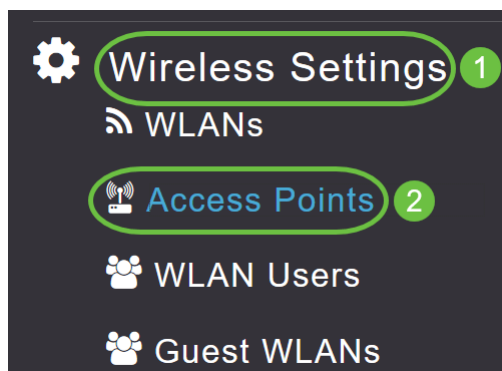 Wireless Settings 1
WLANs
Access Points 2
WLAN Users
Guest WLANs